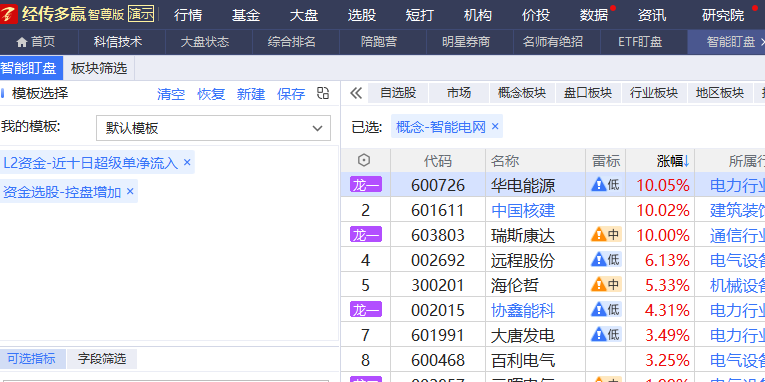 经传多赢 智尊版 演示 行情 基金 大盘 选股 短打 机构 价投 数据 资讯 研究院
首页 科信技术 大盘状态 综合排名 陪跑营 明星券商 名师有绝招 ETF盯盘 智能盯盘 ×
智能盯盘 板块筛选
模板选择 清空 恢复 新建 保存
我的模板: 默认模板
L2资金-近十日超级单净流入 ×
资金选股-控盘增加 ×
可选指标 字段筛选
自选股 市场 概念板块 盘口板块 行业板块 地区板块
已选: 概念-智能电网 ×
代码 名称 雷标 涨幅↓ 所属行
龙一 600726 华电能源 低 10.05% 电力行业
2 601611 中国核建 10.02% 建筑装饰
龙一 603803 瑞斯康达 中 10.00% 通信行业
4 002692 远程股份 低 6.13% 电气设备
5 300201 海伦哲 中 5.33% 机械设备
龙一 002015 协鑫能科 低 4.31% 电力行业
7 601991 大唐发电 低 3.49% 电力行业
8 600468 百利电气 3.25% 电气设备